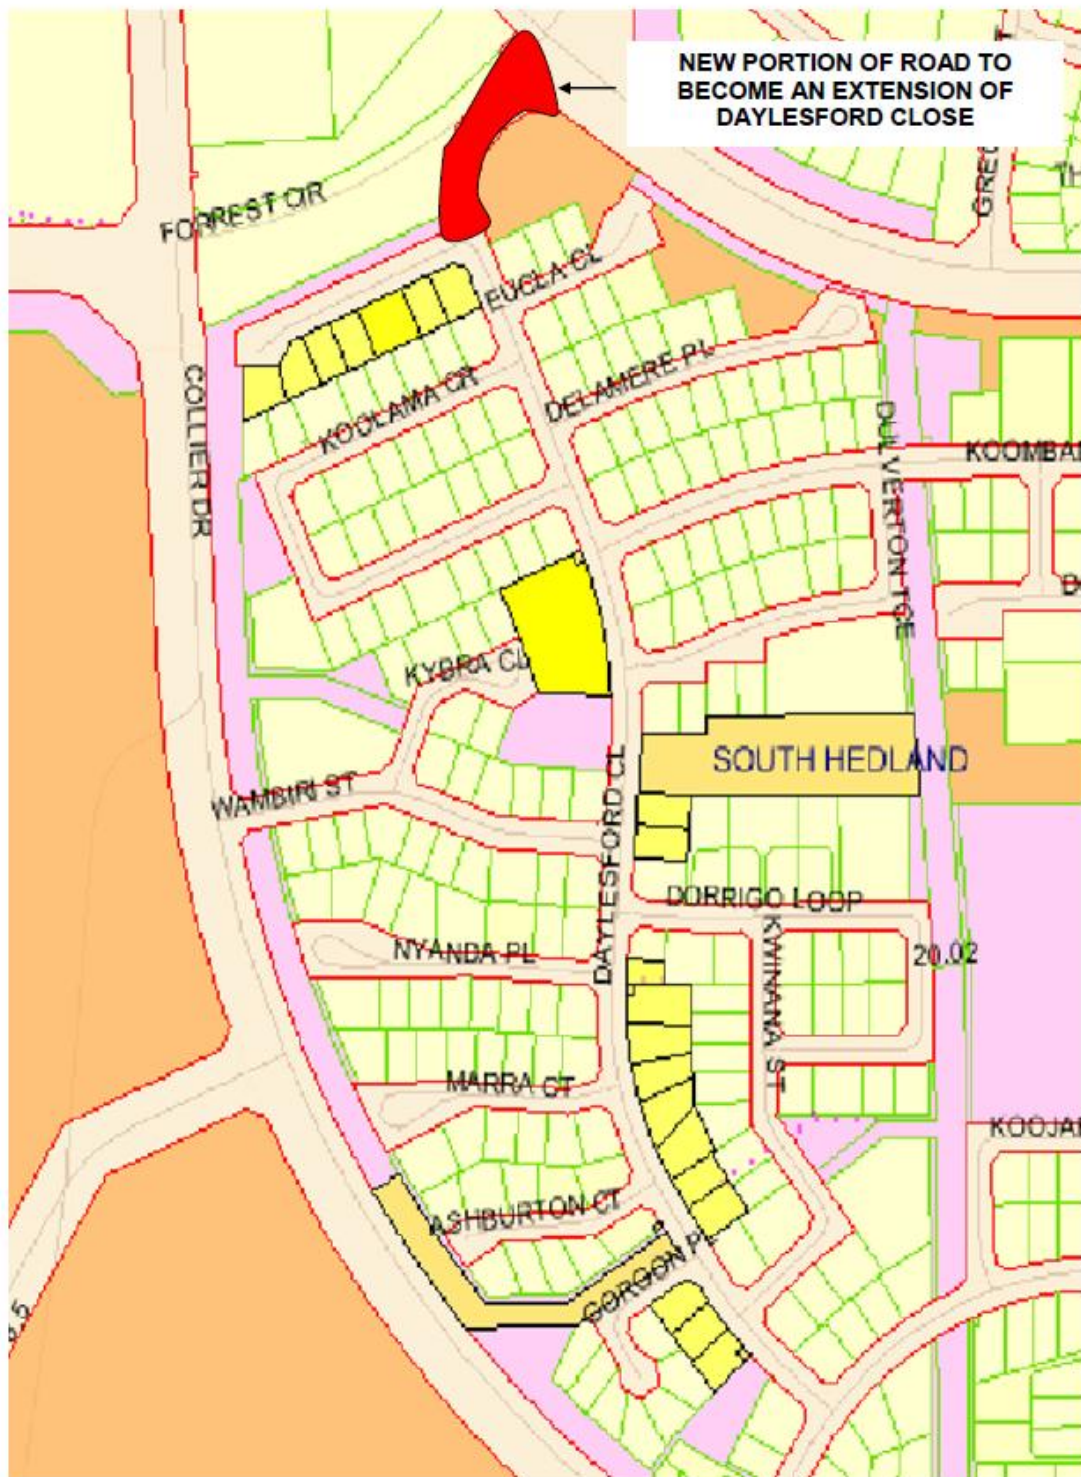 NEW PORTION OF ROAD TO
BECOME AN EXTENSION OF
DAYLESFORD CLOSE
FORREST CIR
EUCLA CL
COLLIER DR
KOOLAMA CR
DELAMERE PL
DULVERTON TCE
KOOMBA
KYBRA CL
SOUTH HEDLAND
WAMBIRI ST
DAYLESFORD CL
DORRIGO LOOP
NYANDA PL
KWINANA ST
20.02
MARRA CT
KOOJA
ASHBURTON CT
GORGON PL